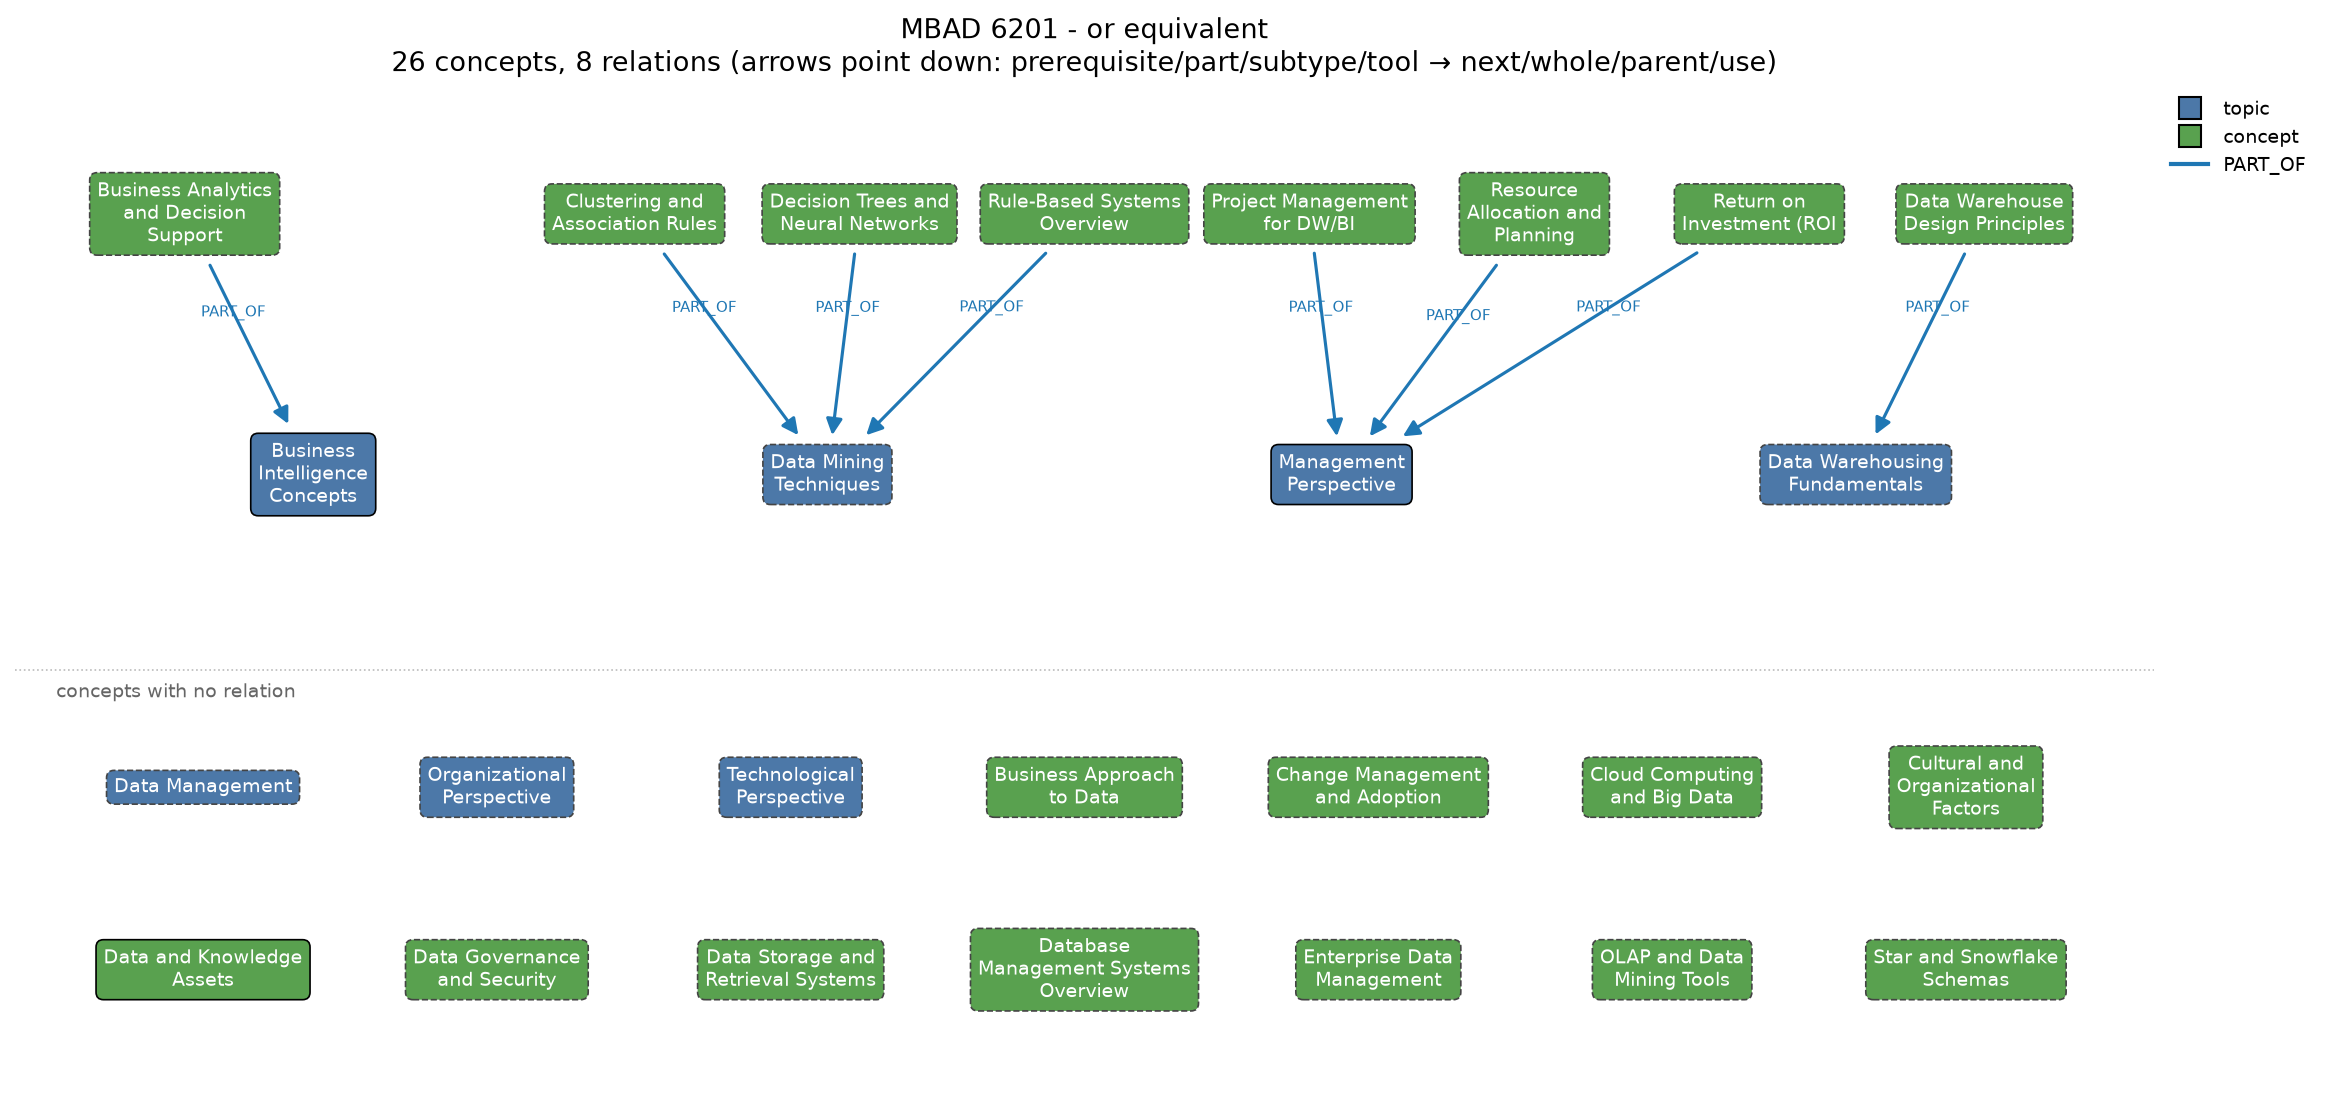 MBAD 6201 - or equivalent
26 concepts, 8 relations (arrows point down: prerequisite/part/subtype/tool → next/whole/parent/use)
topic
concept
PART_OF
Business Analytics
and Decision
Support
Clustering and
Association Rules
Decision Trees and
Neural Networks
Rule-Based Systems
Overview
Project Management
for DW/BI
Resource
Allocation and
Planning
Return on
Investment (ROI
Data Warehouse
Design Principles
PART_OF
PART_OF
PART_OF
PART_OF
PART_OF
PART_OF
PART_OF
PART_OF
Business
Intelligence
Concepts
Data Mining
Techniques
Management
Perspective
Data Warehousing
Fundamentals
concepts with no relation
Data Management
Organizational
Perspective
Technological
Perspective
Business Approach
to Data
Change Management
and Adoption
Cloud Computing
and Big Data
Cultural and
Organizational
Factors
Data and Knowledge
Assets
Data Governance
and Security
Data Storage and
Retrieval Systems
Database
Management Systems
Overview
Enterprise Data
Management
OLAP and Data
Mining Tools
Star and Snowflake
Schemas